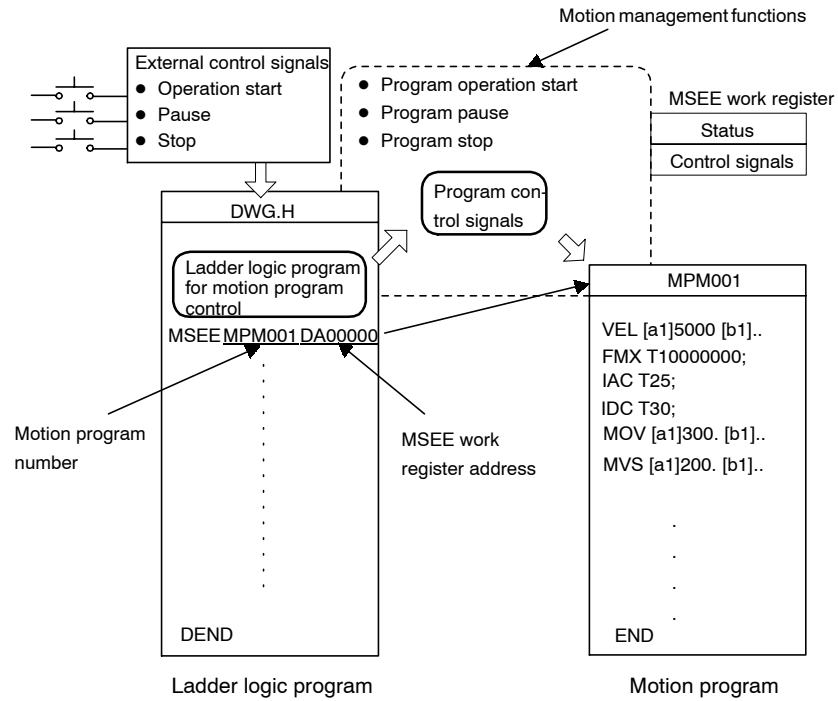 Motion management functions
External control signals
● Operation start
● Pause
● Stop
● Program operation start
● Program pause
● Program stop
MSEE work register
Status
Control signals
Program con-
trol signals
DWG.H
Ladder logic program
for motion program
control
MSEE MPM001 DA00000
MPM001
VEL [a1]5000 [b1]..
FMX T10000000;
IAC T25;
IDC T30;
MOV [a1]300. [b1]..
MVS [a1]200. [b1]..
Motion program
number
MSEE work
register address
DEND
END
Ladder logic program
Motion program